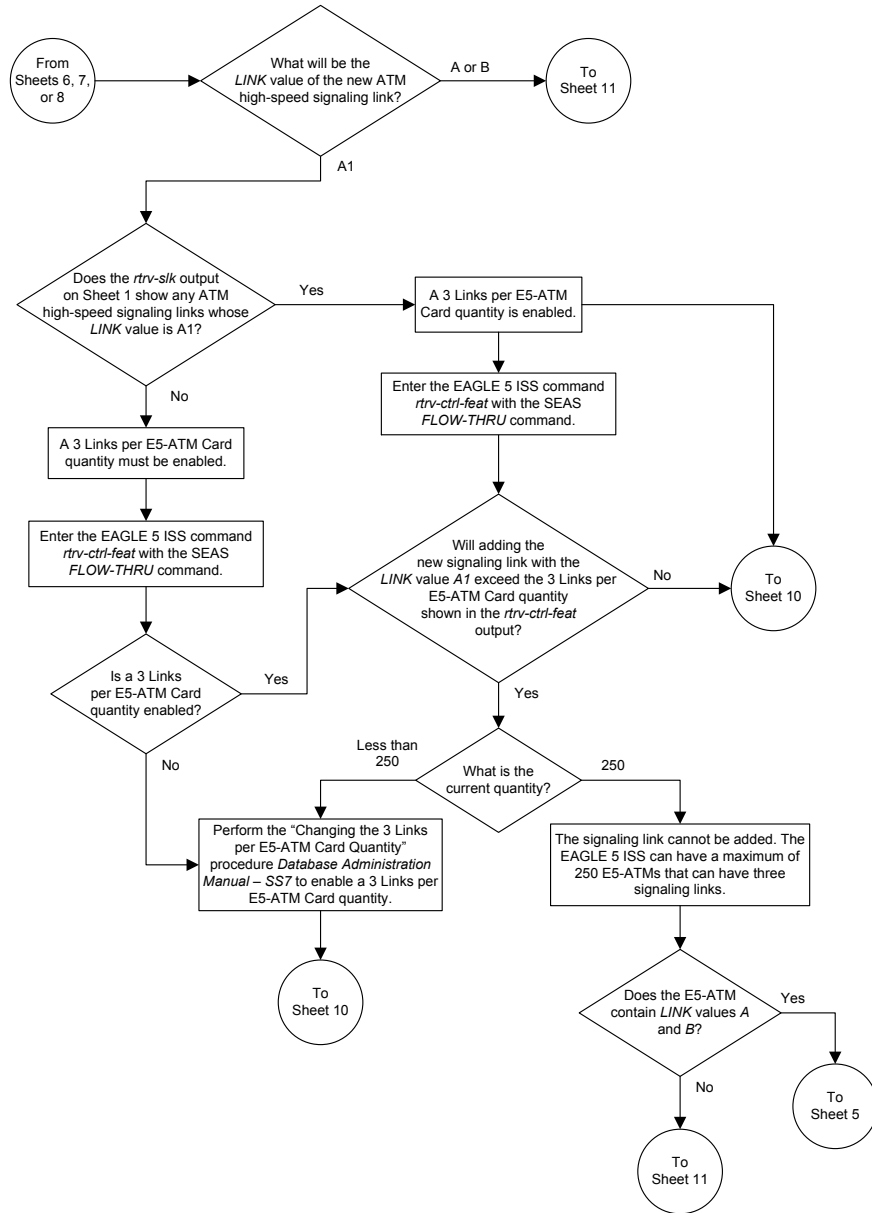 From
Sheets 6, 7,
or 8
What will be the
LINK value of the new ATM
high-speed signaling link?
A or B
To
Sheet 11
A1
Does the rtrv-slk output
on Sheet 1 show any ATM
high-speed signaling links whose
LINK value is A1?
Yes
A 3 Links per E5-ATM
Card quantity is enabled.
No
Enter the EAGLE 5 ISS command
rtrv-ctrl-feat with the SEAS
FLOW-THRU command.
A 3 Links per E5-ATM Card
quantity must be enabled.
Enter the EAGLE 5 ISS command
rtrv-ctrl-feat with the SEAS
FLOW-THRU command.
Will adding the
new signaling link with the
LINK value A1 exceed the 3 Links per
E5-ATM Card quantity
shown in the rtrv-ctrl-feat
output?
No
To
Sheet 10
Is a 3 Links
per E5-ATM Card
quantity enabled?
Yes
Yes
No
Less than
250
What is the
current quantity?
250
Perform the “Changing the 3 Links
per E5-ATM Card Quantity”
procedure Database Administration
Manual – SS7 to enable a 3 Links per
E5-ATM Card quantity.
The signaling link cannot be added. The
EAGLE 5 ISS can have a maximum of
250 E5-ATMs that can have three
signaling links.
To
Sheet 10
Does the E5-ATM
contain LINK values A
and B?
Yes
No
To
Sheet 5
To
Sheet 11